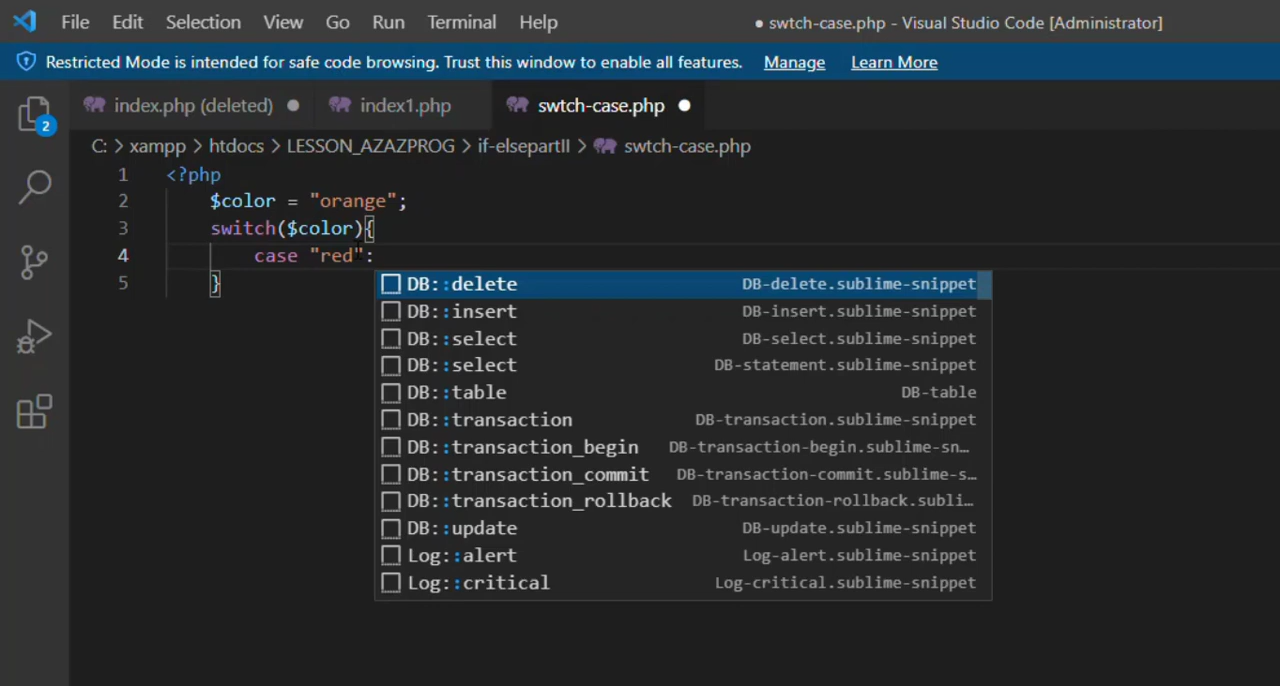 File Edit Selection View Go Run Terminal Help ● swtch-case.php - Visual Studio Code [Administrator]
Restricted Mode is intended for safe code browsing. Trust this window to enable all features. Manage Learn More
index.php (deleted) ● index1.php swtch-case.php ●
2
C: > xampp > htdocs > LESSON_AZAZPROG > if-elsepartII > swtch-case.php
1 <?php
2 $color = "orange";
3 switch($color){
4 case "red":
5 }
DB::delete DB-delete.sublime-snippet
DB::insert DB-insert.sublime-snippet
DB::select DB-select.sublime-snippet
DB::select DB-statement.sublime-snippet
DB::table DB-table
DB::transaction DB-transaction.sublime-snippet
DB::transaction_begin DB-transaction-begin.sublime-sn…
DB::transaction_commit DB-transaction-commit.sublime-s…
DB::transaction_rollback DB-transaction-rollback.subli…
DB::update DB-update.sublime-snippet
Log::alert Log-alert.sublime-snippet
Log::critical Log-critical.sublime-snippet